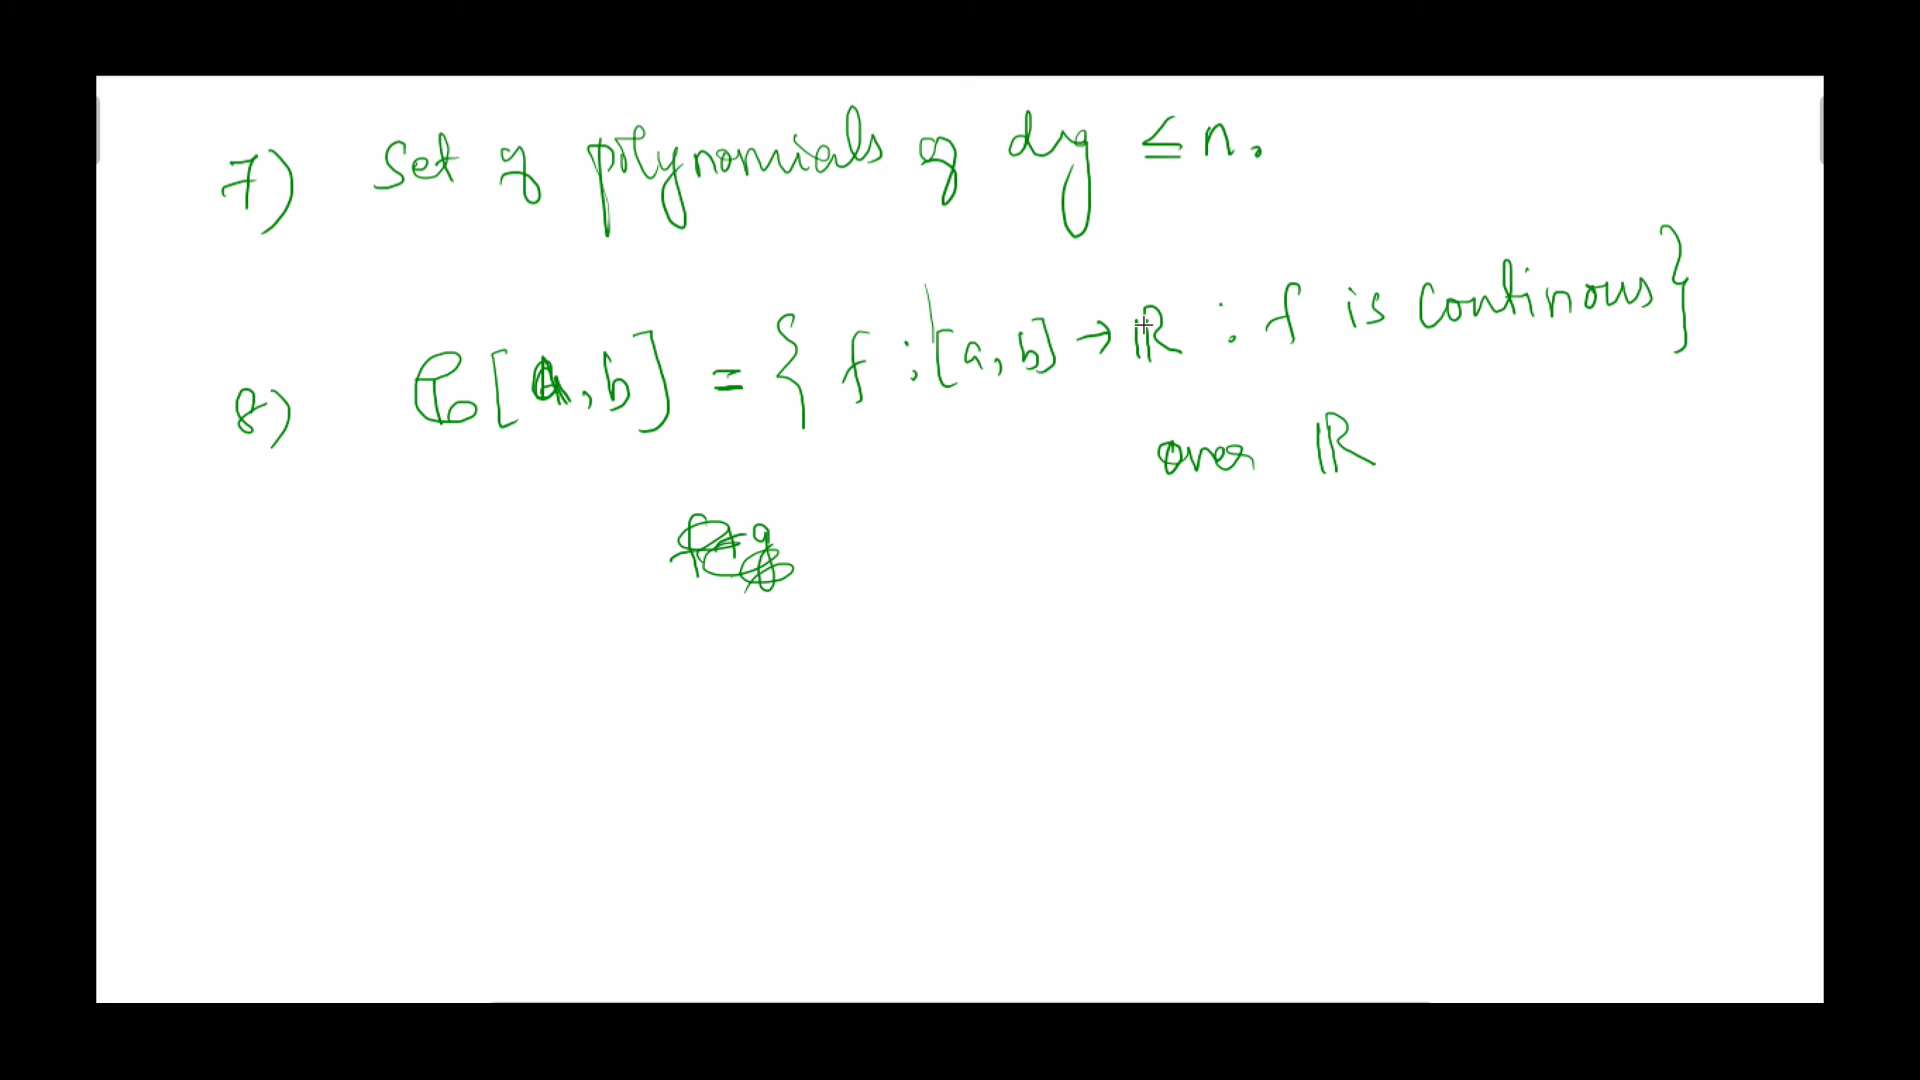 7) Set of polynomials of deg ≤ n.
8) C[a, b] = { f : [a, b] → ℝ : f is continous }
over ℝ